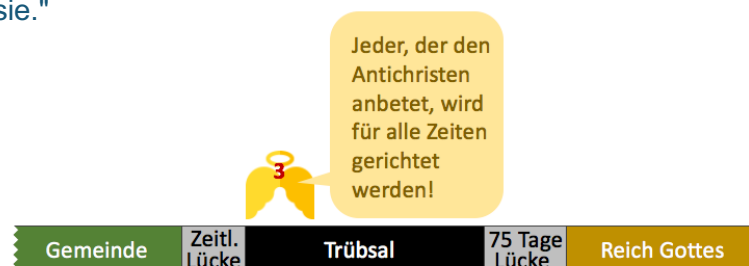 sie."
Jeder, der den
Antichristen
anbetet, wird
für alle Zeiten
gerichtet
werden!
3
Gemeinde
Zeitl.
Lücke
Trübsal
75 Tage
Lücke
Reich Gottes